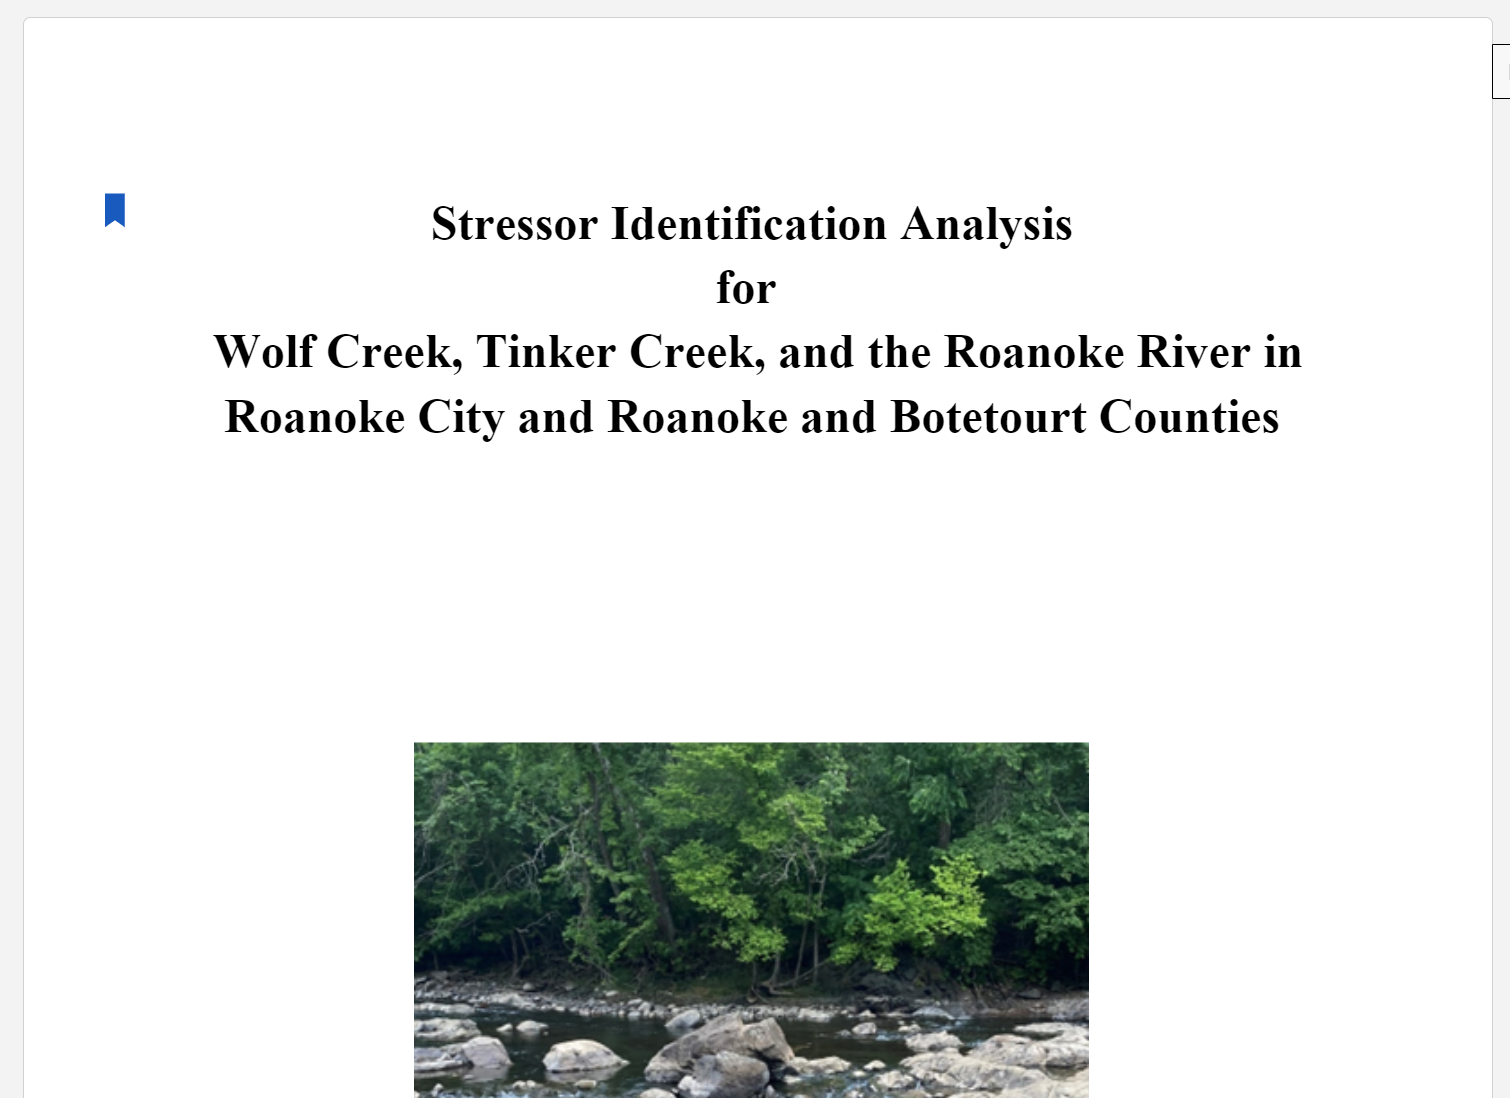 Stressor Identification Analysis
for
Wolf Creek, Tinker Creek, and the Roanoke River in
Roanoke City and Roanoke and Botetourt Counties